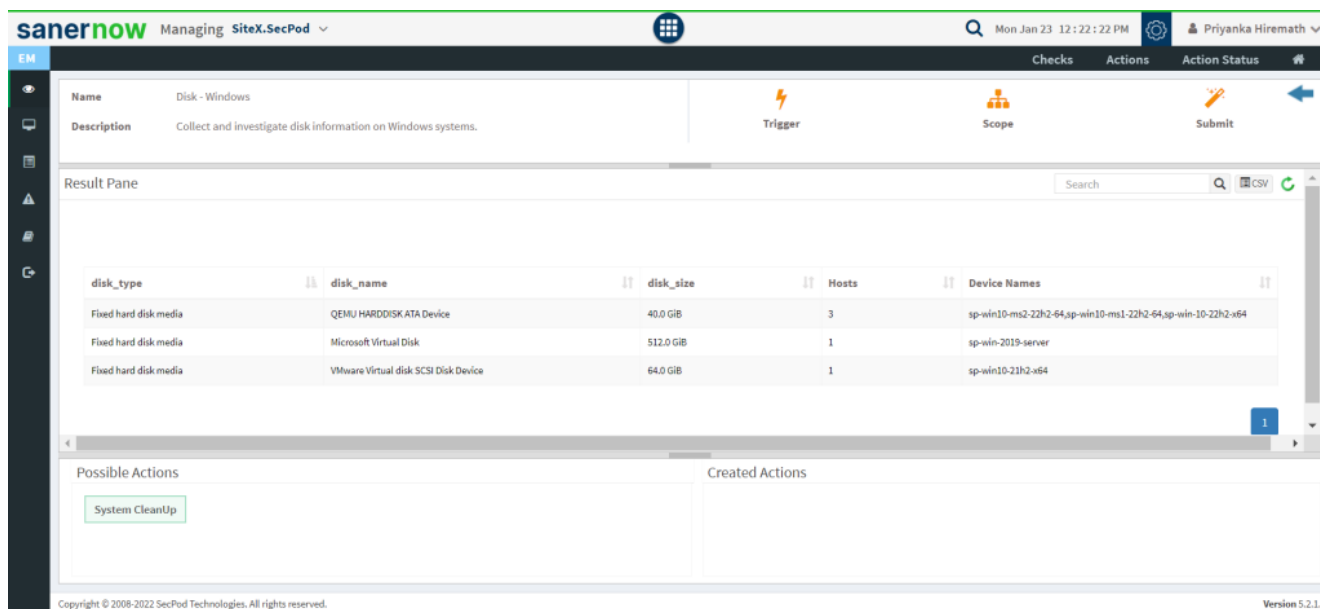 sanernow Managing SiteX.SecPod Mon Jan 23 12:22:22 PM Priyanka Hiremath
EM Checks Actions Action Status
Name Disk - Windows
Description Collect and investigate disk information on Windows systems.
Trigger Scope Submit
Result Pane Search CSV
disk_type disk_name disk_size Hosts Device Names
Fixed hard disk media QEMU HARDDISK ATA Device 40.0 GiB 3 sp-win10-ms2-22h2-64,sp-win10-ms1-22h2-64,sp-win-10-22h2-x64
Fixed hard disk media Microsoft Virtual Disk 512.0 GiB 1 sp-win-2019-server
Fixed hard disk media VMware Virtual disk SCSI Disk Device 64.0 GiB 1 sp-win10-21h2-x64
1
Possible Actions Created Actions
System CleanUp
Copyright © 2008-2022 SecPod Technologies. All rights reserved. Version 5.2.1